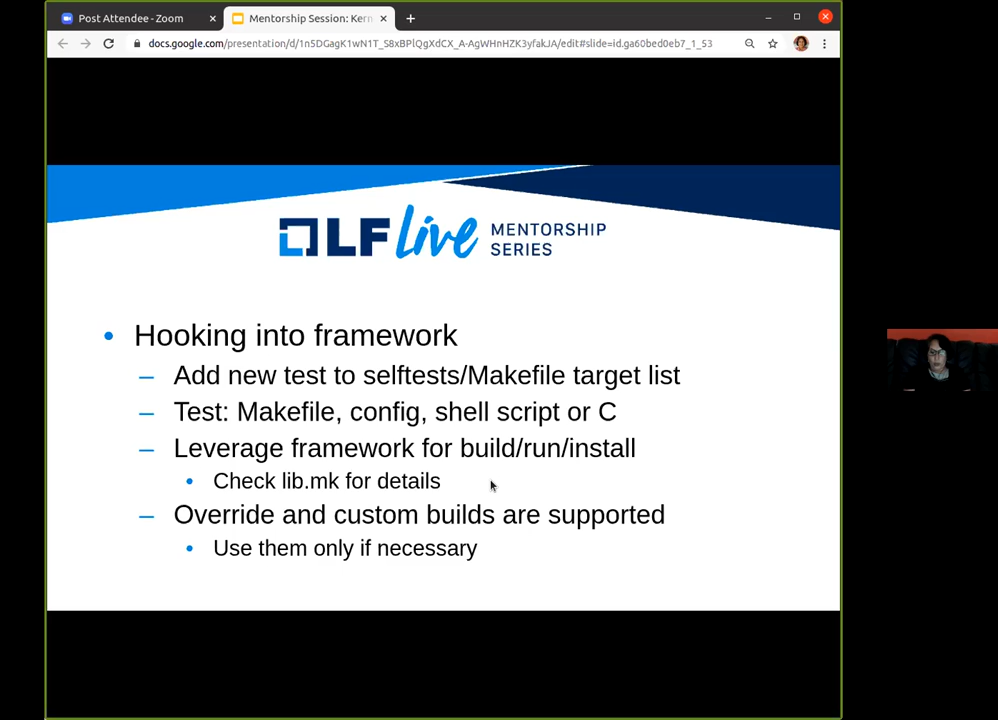 Post Attendee - Zoom
Mentorship Session: Kern
docs.google.com/presentation/d/1n5DGagK1wN1T_S8xBPlQgXdCX_A-AgWHnHZK3yfakJA/edit#slide=id.ga60bed0eb7_1_53
LF live MENTORSHIP
SERIES
• Hooking into framework
– Add new test to selftests/Makefile target list
– Test: Makefile, config, shell script or C
– Leverage framework for build/run/install
• Check lib.mk for details
– Override and custom builds are supported
• Use them only if necessary